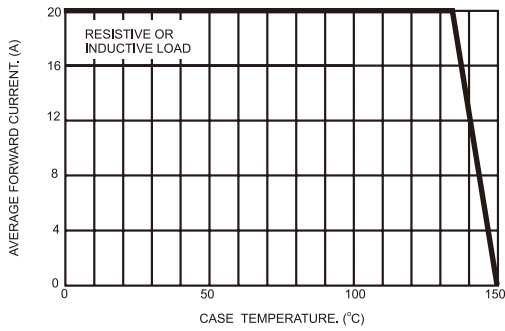 AVERAGE FORWARD CURRENT. (A)
20
16
12
8
4
0
RESISTIVE OR
INDUCTIVE LOAD
0 50 100 150
CASE TEMPERATURE. (°C)